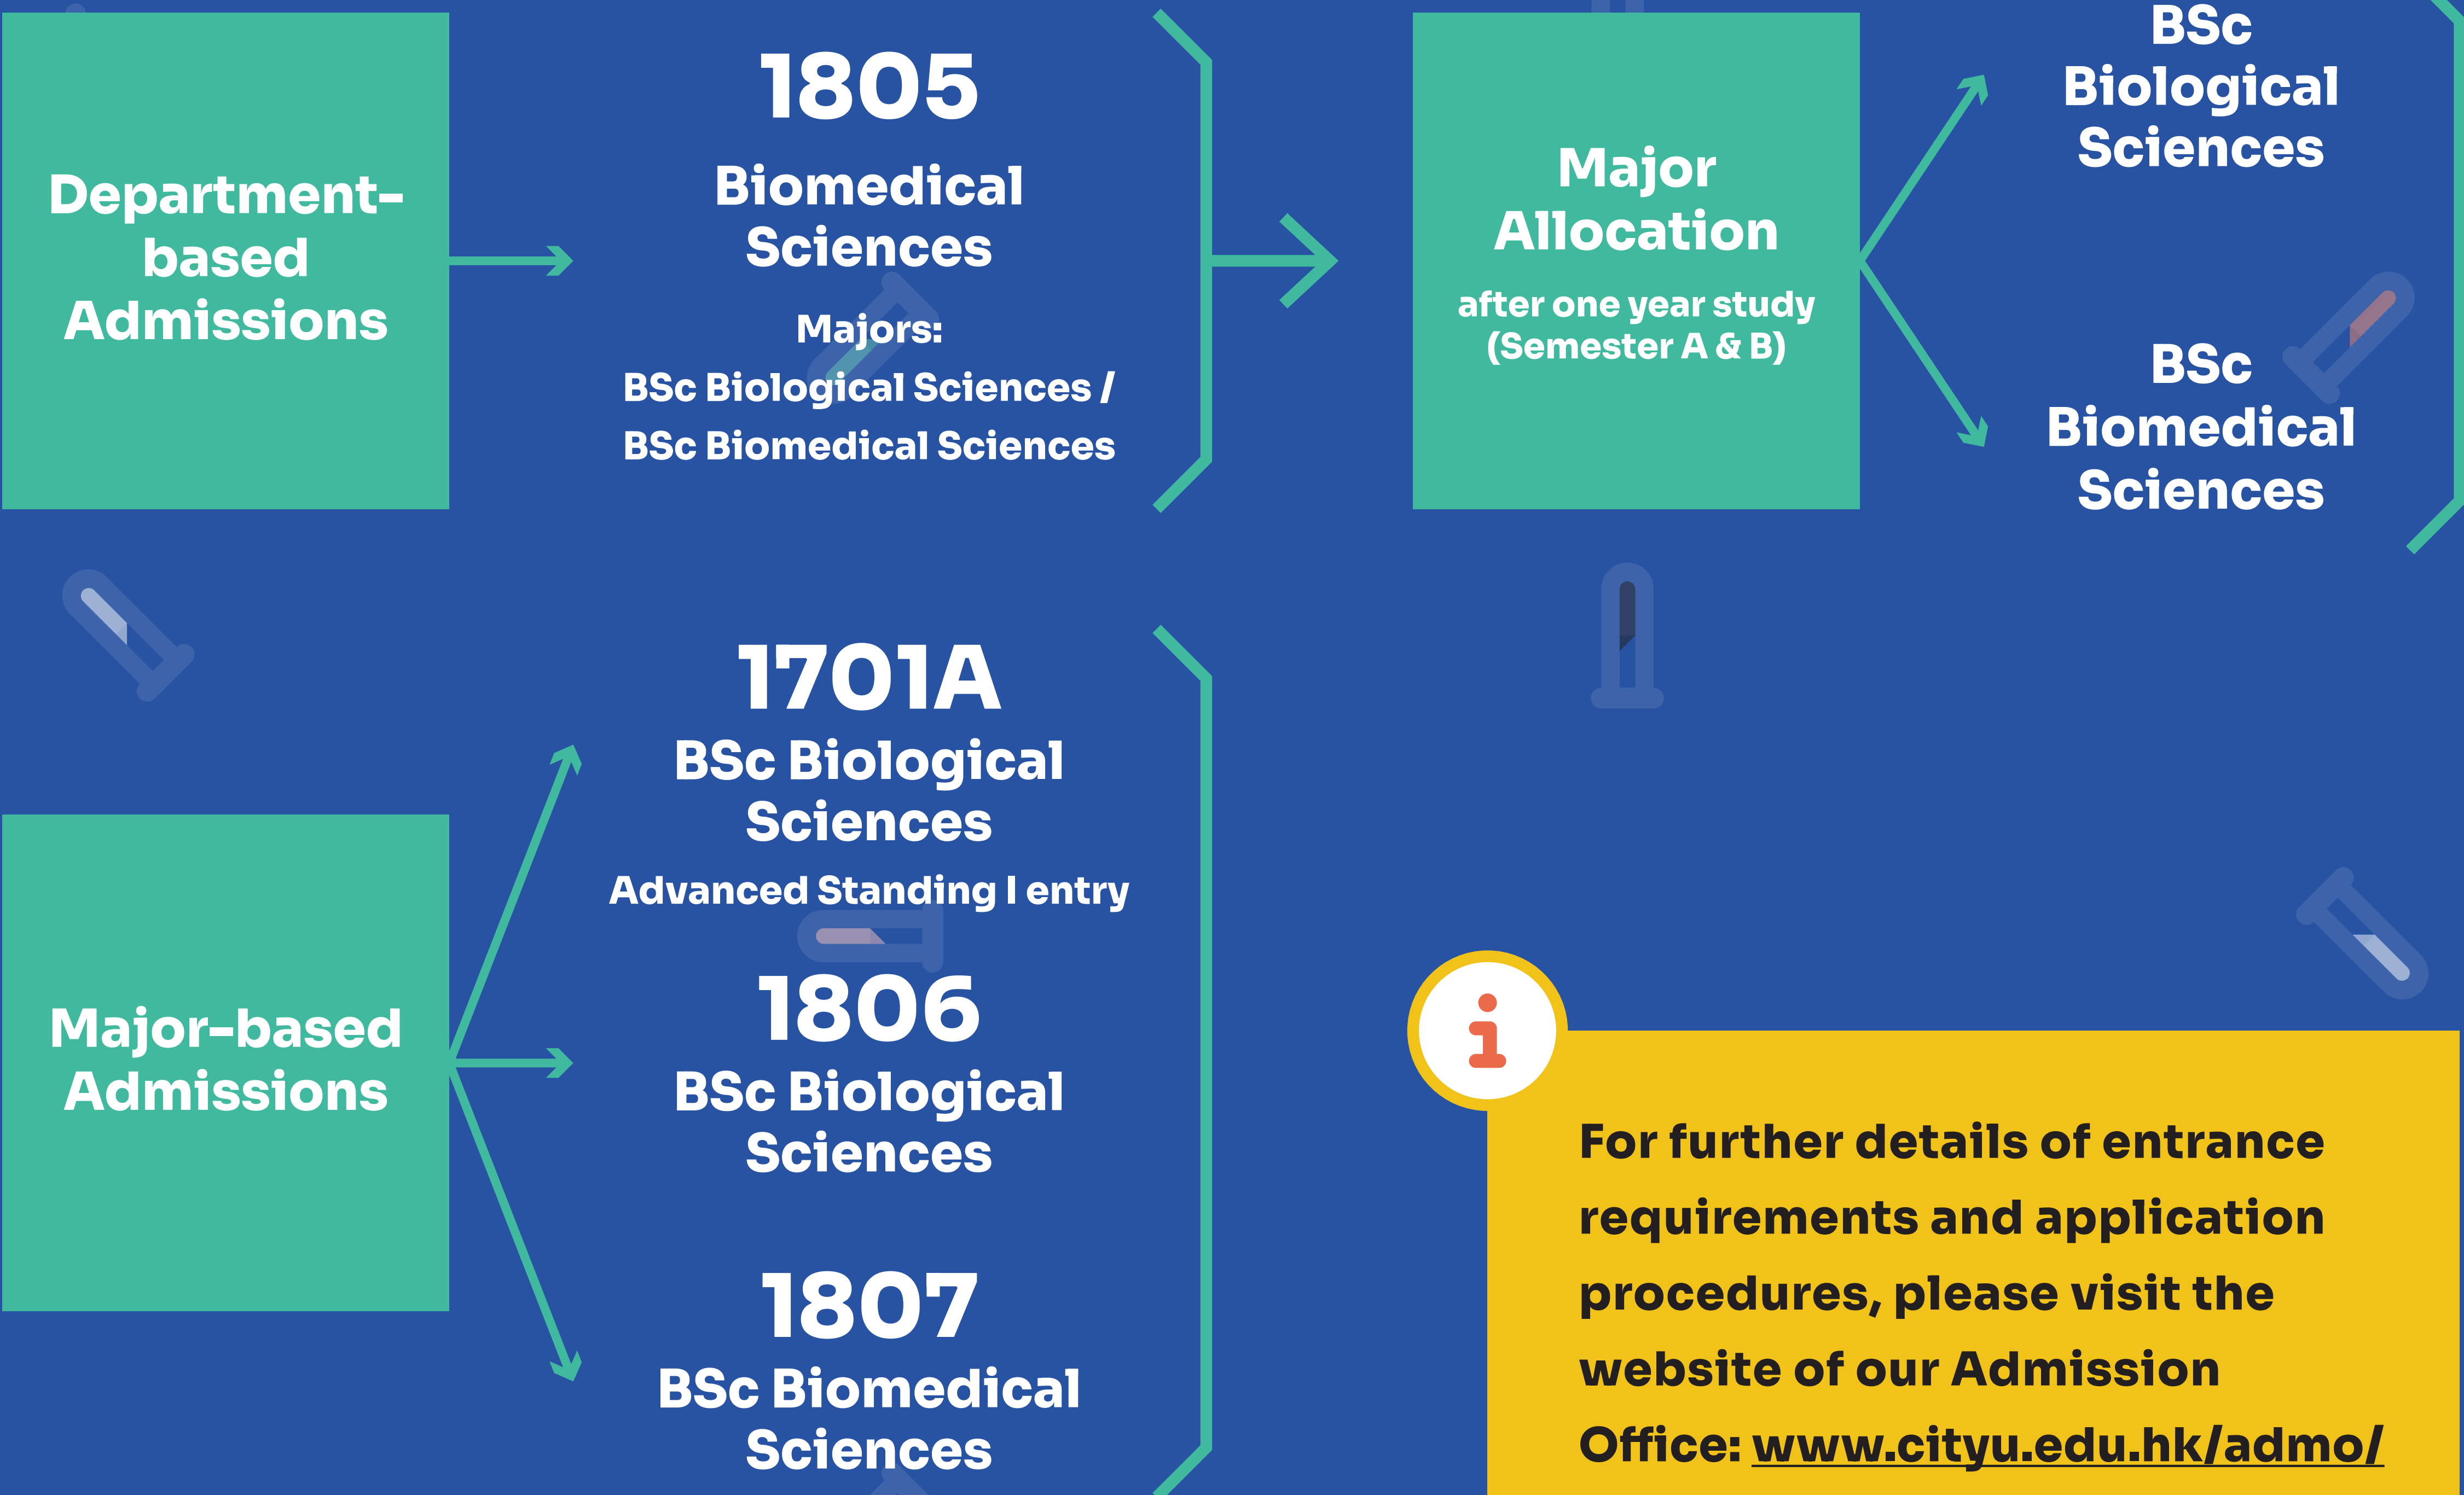 Department-
based
Admissions
1805
Biomedical
Sciences
Majors:
BSc Biological Sciences /
BSc Biomedical Sciences
Major
Allocation
after one year study
(Semester A & B)
BSc
Biological
Sciences
BSc
Biomedical
Sciences
Major-based
Admissions
1701A
BSc Biological
Sciences
Advanced Standing I entry
1806
BSc Biological
Sciences
1807
BSc Biomedical
Sciences
i
For further details of entrance
requirements and application
procedures, please visit the
website of our Admission
Office: www.cityu.edu.hk/admo/